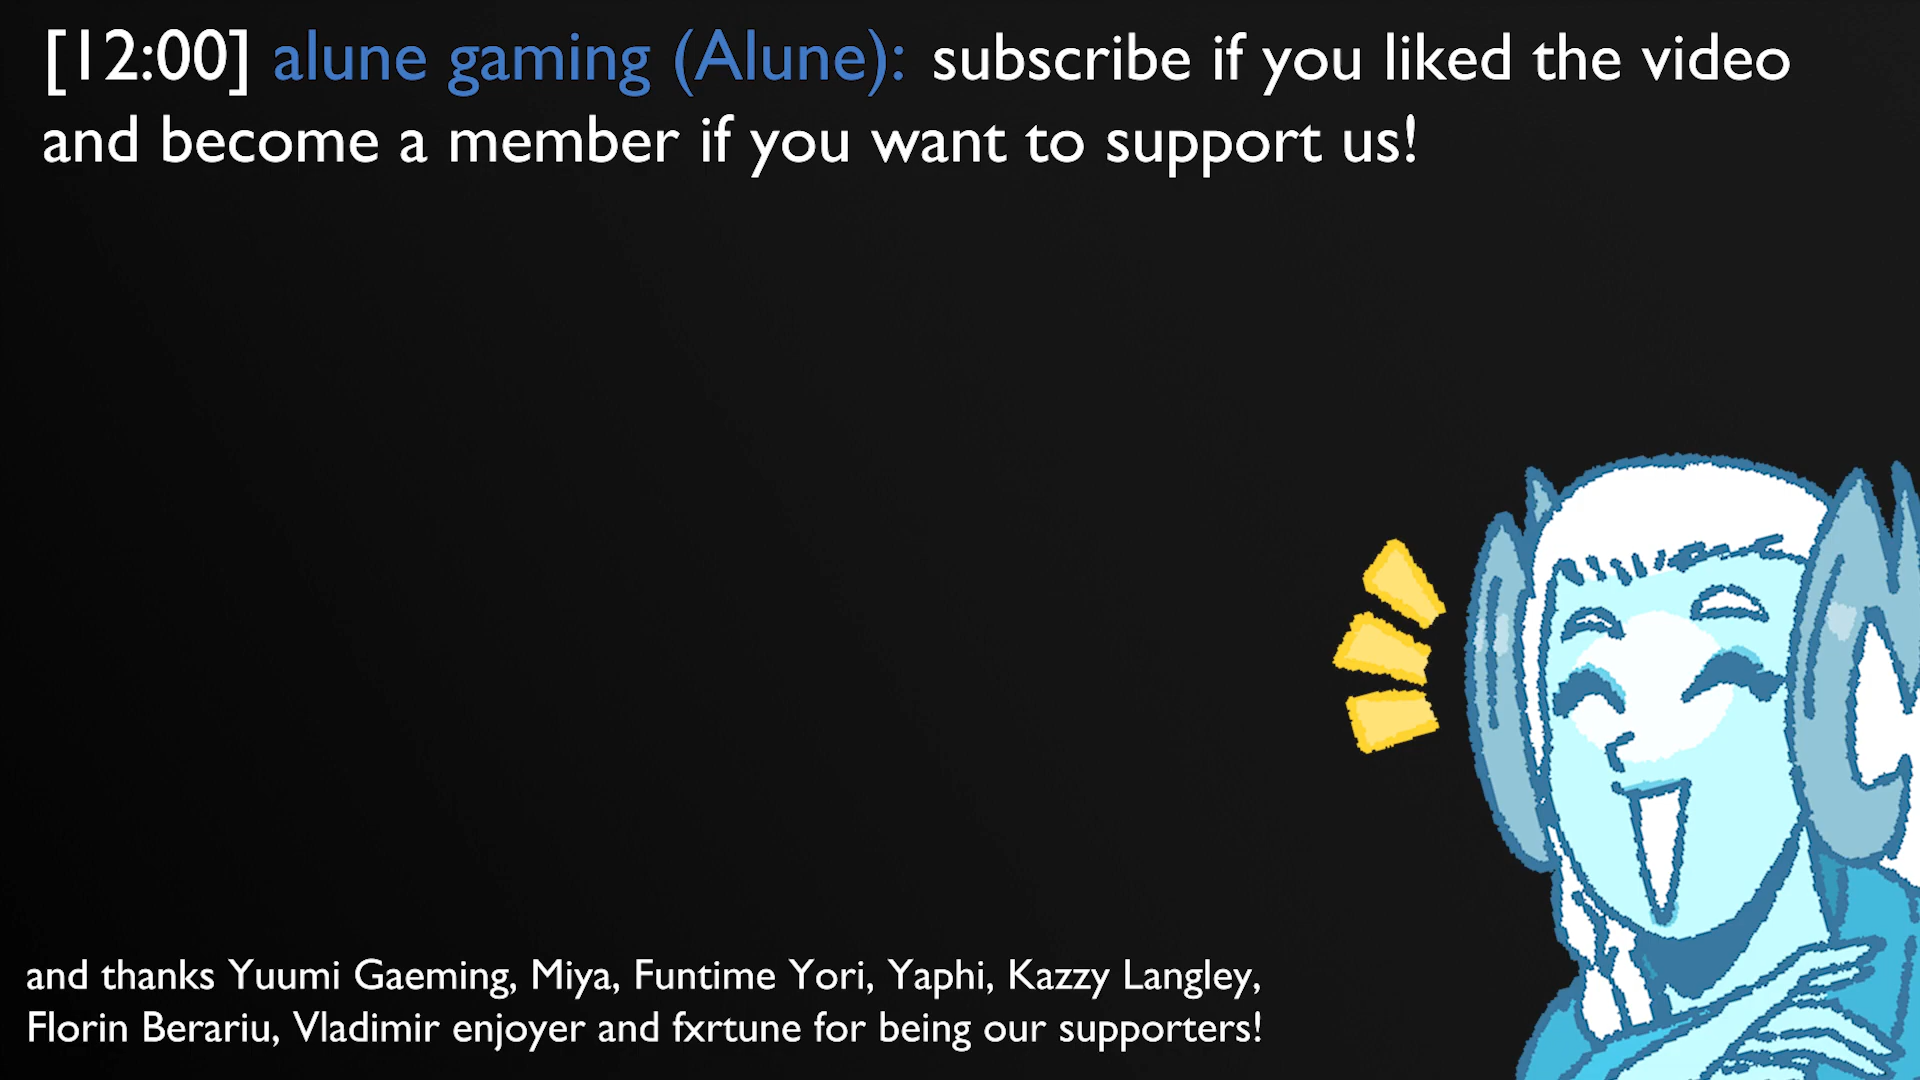 [12:00] alune gaming (Alune): subscribe if you liked the video
and become a member if you want to support us!
and thanks Yuumi Gaeming, Miya, Funtime Yori, Yaphi, Kazzy Langley,
Florin Berariu, Vladimir enjoyer and fxrtune for being our supporters!